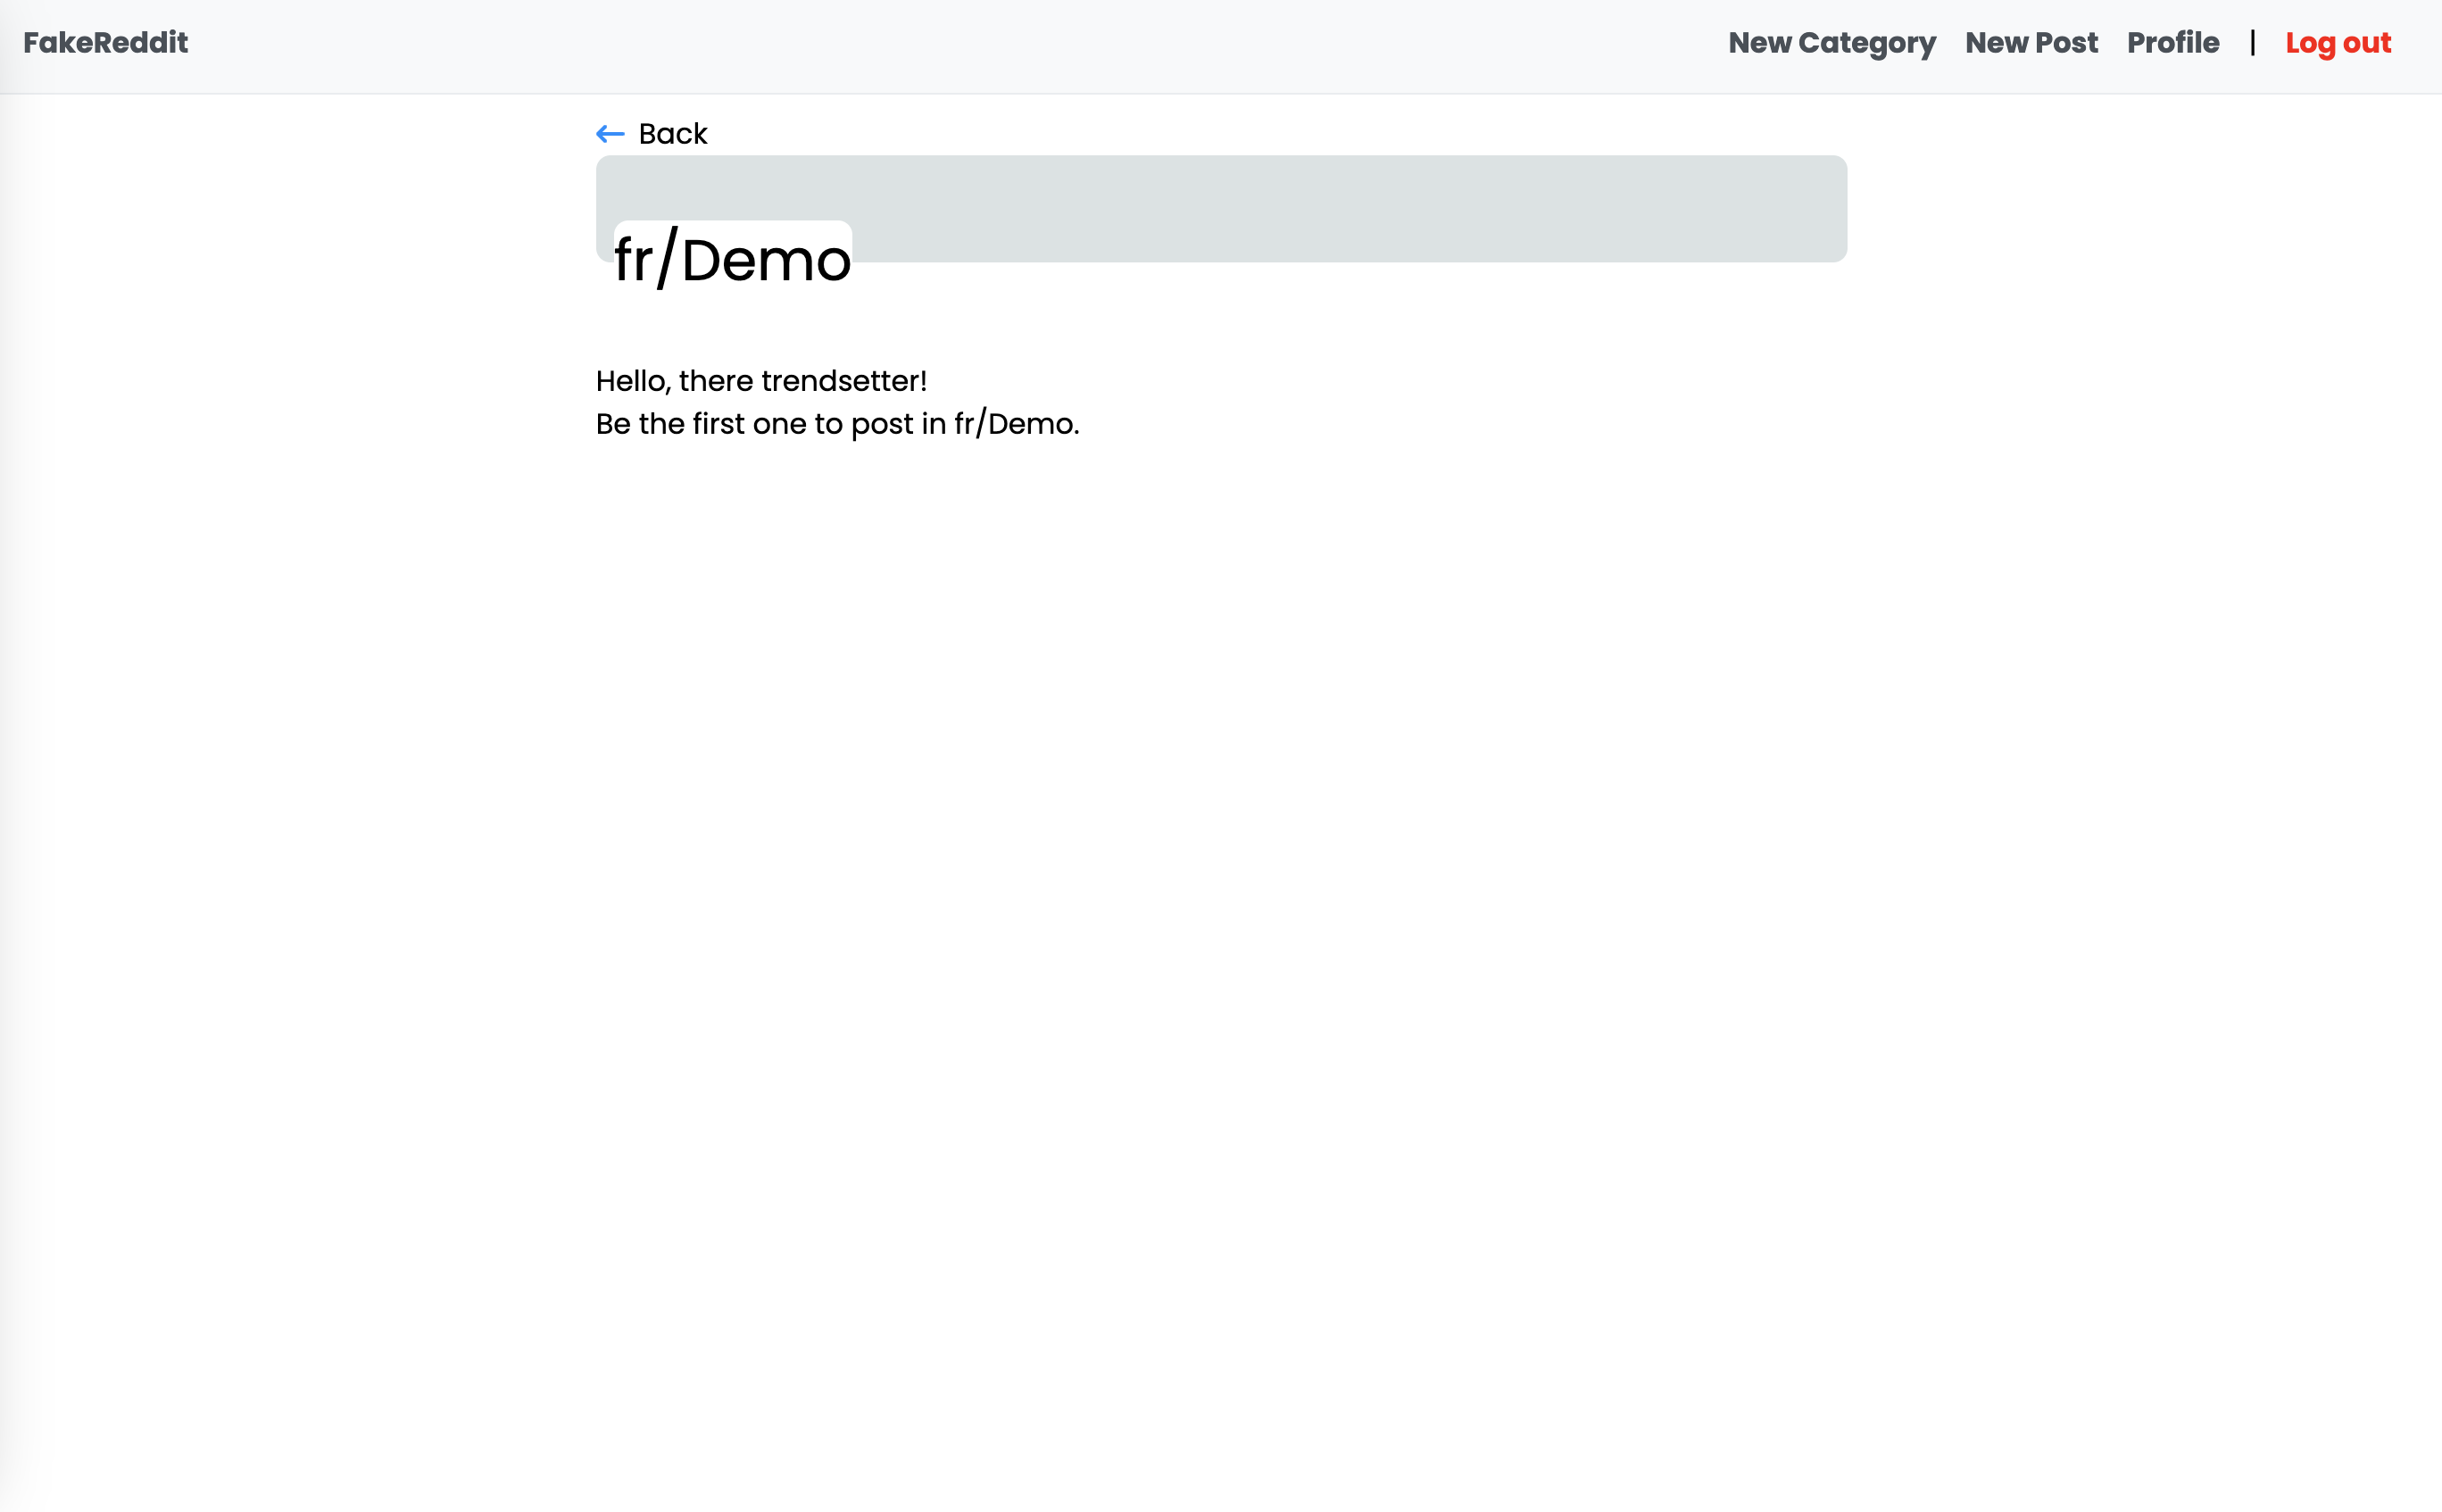 FakeReddit
New Category New Post Profile | Log out
Back
fr/Demo
Hello, there trendsetter!
Be the first one to post in fr/Demo.